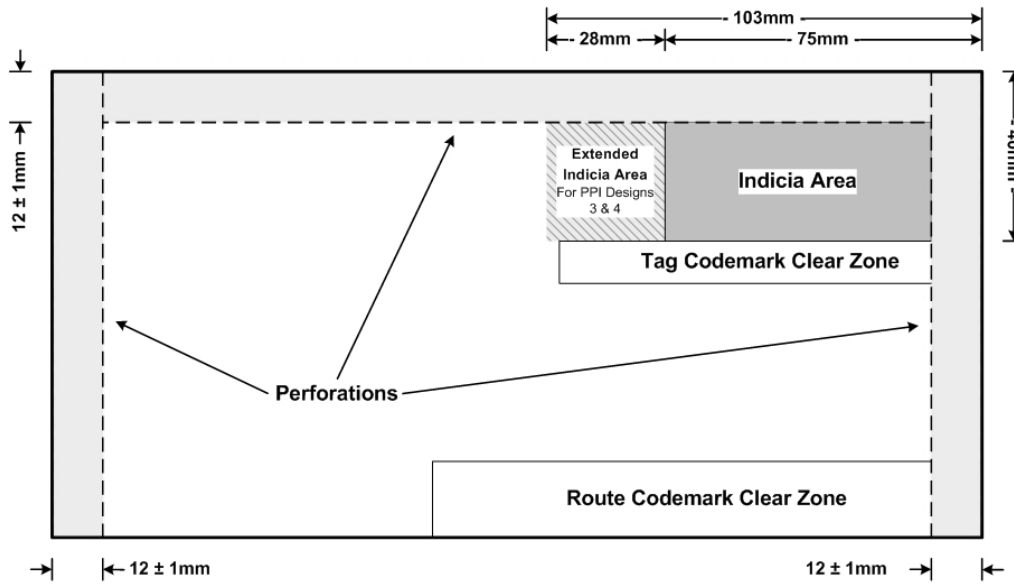 - 103mm -
- 28mm -
- 75mm -
12 ± 1mm
Extended
Indicia Area
For PPI Designs
3 & 4
Indicia Area
Tag Codemark Clear Zone
Perforations
Route Codemark Clear Zone
12 ± 1mm
12 ± 1mm